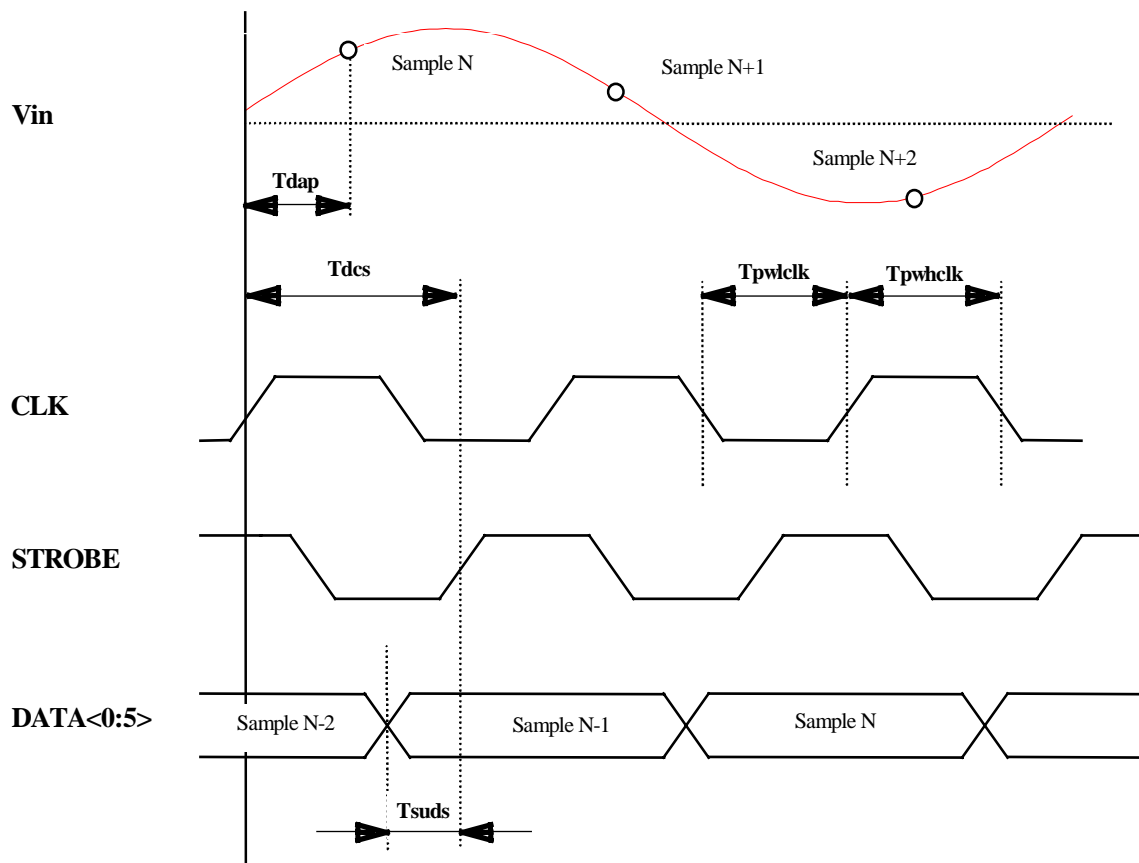 Sample N
Sample N+1
Vin
Sample N+2
Tdap
Tdcs
Tpwlclk
Tpwhclk
CLK
STROBE
DATA<0:5>
Sample N-2
Sample N-1
Sample N
Tsuds